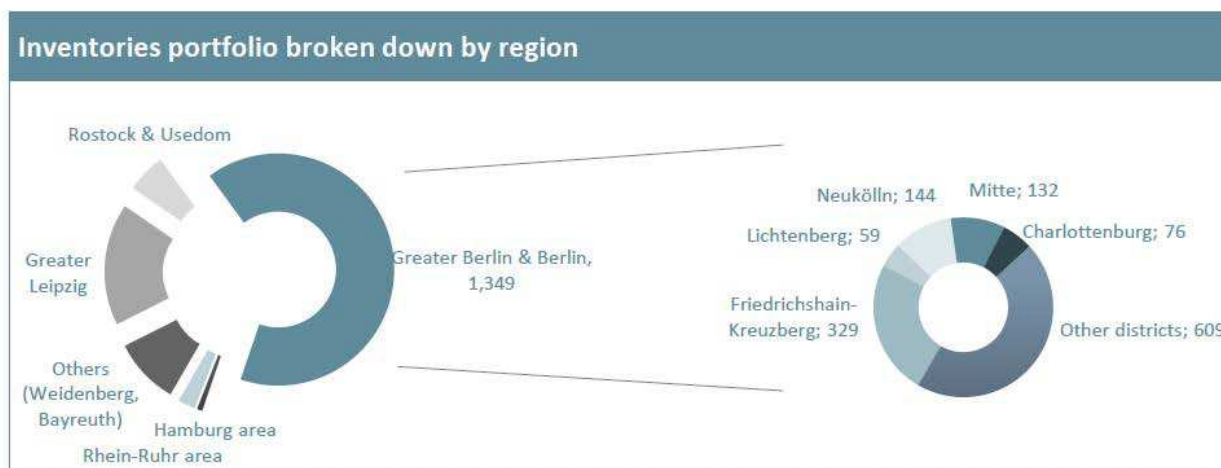 Inventories portfolio broken down by region
Rostock & Usedom
Greater
Leipzig
Others
(Weidenberg,
Bayreuth)
Hamburg area
Rhein-Ruhr area
Greater Berlin & Berlin,
1,349
Neukölln; 144
Mitte; 132
Lichtenberg; 59
Charlottenburg; 76
Friedrichshain-
Kreuzberg; 329
Other districts; 609